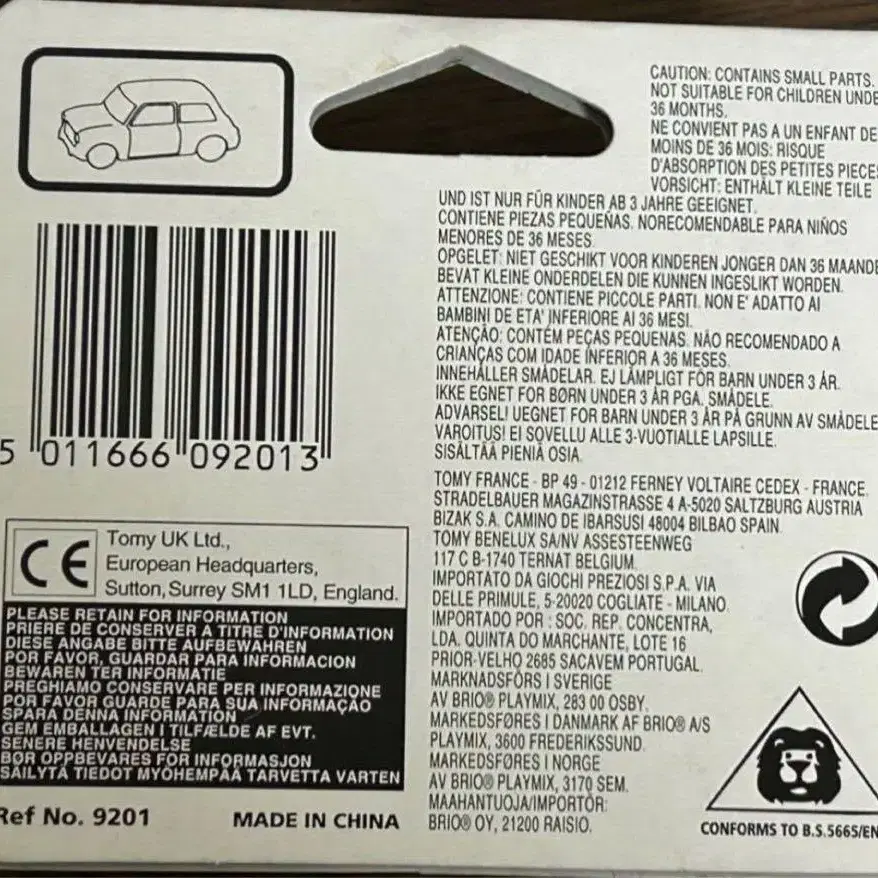 CAUTION: CONTAINS SMALL PARTS.
NOT SUITABLE FOR CHILDREN UNDE
36 MONTHS.
NE CONVIENT PAS A UN ENFANT DE
MOINS DE 36 MOIS: RISQUE
D'ABSORPTION DES PETITES PIECES
VORSICHT: ENTHÄLT KLEINE TEILE
UND IST NUR FÜR KINDER AB 3 JAHRE GEEIGNET.
CONTIENE PIEZAS PEQUEÑAS. NORECOMENDABLE PARA NIÑOS
MENORES DE 36 MESES.
OPGELET: NIET GESCHIKT VOOR KINDEREN JONGER DAN 36 MAANDE
BEVAT KLEINE ONDERDELEN DIE KUNNEN INGESLIKT WORDEN.
ATTENZIONE: CONTIENE PICCOLE PARTI. NON E' ADATTO AI
BAMBINI DE ETA' INFERIORE AI 36 MESI.
ATENÇÃO: CONTÉM PEÇAS PEQUENAS. NÃO RECOMENDADO A
CRIANÇAS COM IDADE INFERIOR A 36 MESES.
INNEHÅLLER SMÅDELAR. EJ LÄMPLIGT FÖR BARN UNDER 3 ÅR.
IKKE EGNET FOR BØRN UNDER 3 ÅR PGA. SMÅDELE.
ADVARSEL! UEGNET FOR BARN UNDER 3 ÅR PÅ GRUNN AV SMÅDELE
VAROITUS! EI SOVELLU ALLE 3-VUOTIALLE LAPSILLE.
SISÄLTÄÄ PIENIÄ OSIA.
5 011666 092013
TOMY FRANCE - BP 49 - 01212 FERNEY VOLTAIRE CEDEX - FRANCE.
STRADELBAUER MAGAZINSTRASSE 4 A-5020 SALTZBURG AUSTRIA
BIZAK S.A. CAMINO DE IBARSUSI 48004 BILBAO SPAIN.
TOMY BENELUX SA/NV ASSESTEENWEG
117 C B-1740 TERNAT BELGIUM.
IMPORTATO DA GIOCHI PREZIOSI S.P.A. VIA
DELLE PRIMULE, 5-20020 COGLIATE - MILANO.
IMPORTADO POR : SOC. REP. CONCENTRA,
LDA. QUINTA DO MARCHANTE, LOTE 16
PRIOR-VELHO 2685 SACAVEM PORTUGAL.
MARKNADSFÖRS I SVERIGE
AV BRIO® PLAYMIX, 283 00 OSBY.
MARKEDSFØRES I DANMARK AF BRIO® A/S
PLAYMIX, 3600 FREDERIKSSUND.
MARKEDSFØRES I NORGE
AV BRIO® PLAYMIX, 3170 SEM.
MAAHANTUOJA/IMPORTÖR:
BRIO® OY, 21200 RAISIO.
CE
Tomy UK Ltd.,
European Headquarters,
Sutton, Surrey SM1 1LD, England.
PLEASE RETAIN FOR INFORMATION
PRIERE DE CONSERVER A TITRE D'INFORMATION
DIESE ANGABE BITTE AUFBEWAHREN
POR FAVOR, GUARDAR PARA INFORMACION
BEWAREN TER INFORMATIE
PREGHIAMO CONSERVARE PER INFORMAZIONE
POR FAVOR GUARDE PARA SUA INFORMAÇÃO
SPARA DENNA INFORMATION
GEM EMBALLAGEN I TILFÆLDE AF EVT.
SENERE HENVENDELSE
BØR OPPBEVARES FOR INFORMASJON
SÄILYTÄ TIEDOT MYÖHEMPÄÄ TARVETTA VARTEN
Ref No. 9201
MADE IN CHINA
CONFORMS TO B.S.5665/EN